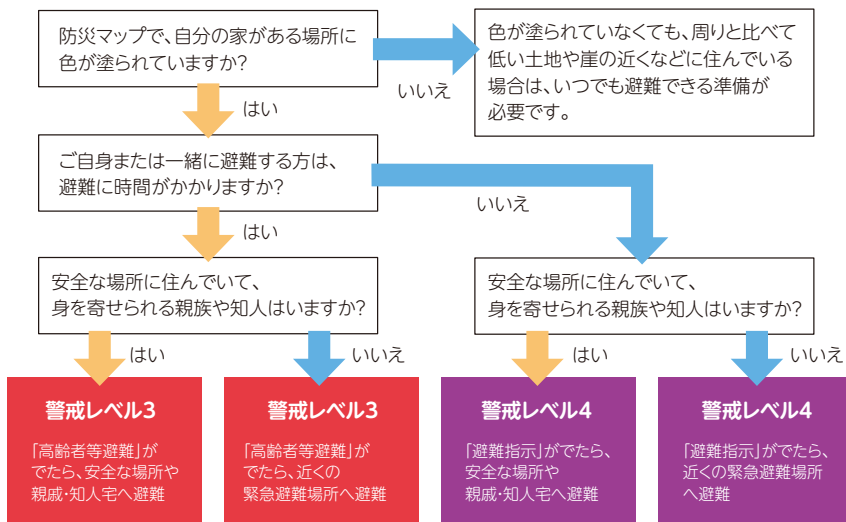 防災マップで、自分の家がある場所に
色が塗られていますか?
いいえ
色が塗られていなくても、周りと比べて
低い土地や崖の近くなどに住んでいる
場合は、いつでも避難できる準備が
必要です。
はい
ご自身または一緒に避難する方は、
避難に時間がかかりますか?
いいえ
はい
安全な場所に住んでいて、
身を寄せられる親族や知人はいますか?
安全な場所に住んでいて、
身を寄せられる親族や知人はいますか?
はい
いいえ
はい
いいえ
警戒レベル3
「高齢者等避難」が
でたら、安全な場所や
親戚・知人宅へ避難
警戒レベル3
「高齢者等避難」が
でたら、近くの
緊急避難場所へ避難
警戒レベル4
「避難指示」がでたら、
安全な場所や
親戚・知人宅へ避難
警戒レベル4
「避難指示」がでたら、
近くの緊急避難場所
へ避難